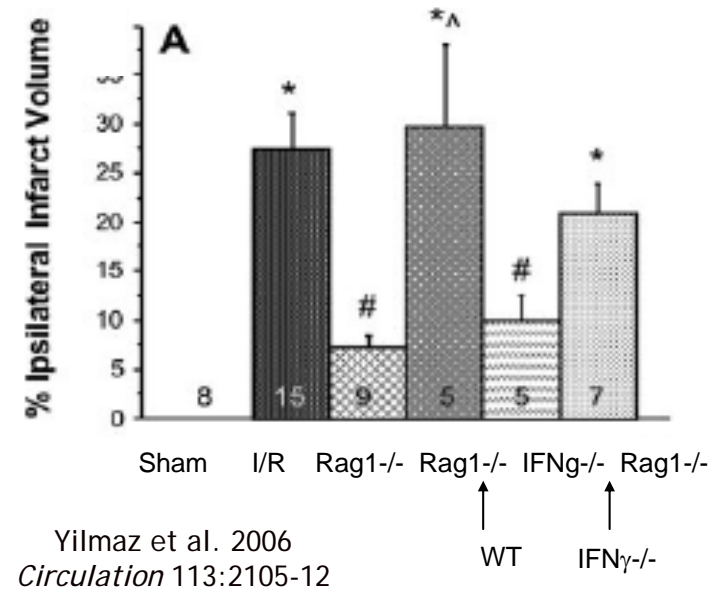 A
% Ipsilateral Infarct Volume
*^
*
*
#
#
30
25
20
15
10
5
0
8 15 9 5 5 7
Sham I/R Rag1-/- Rag1-/- IFNg-/- Rag1-/-
WT IFNγ-/-
Yilmaz et al. 2006
Circulation 113:2105-12